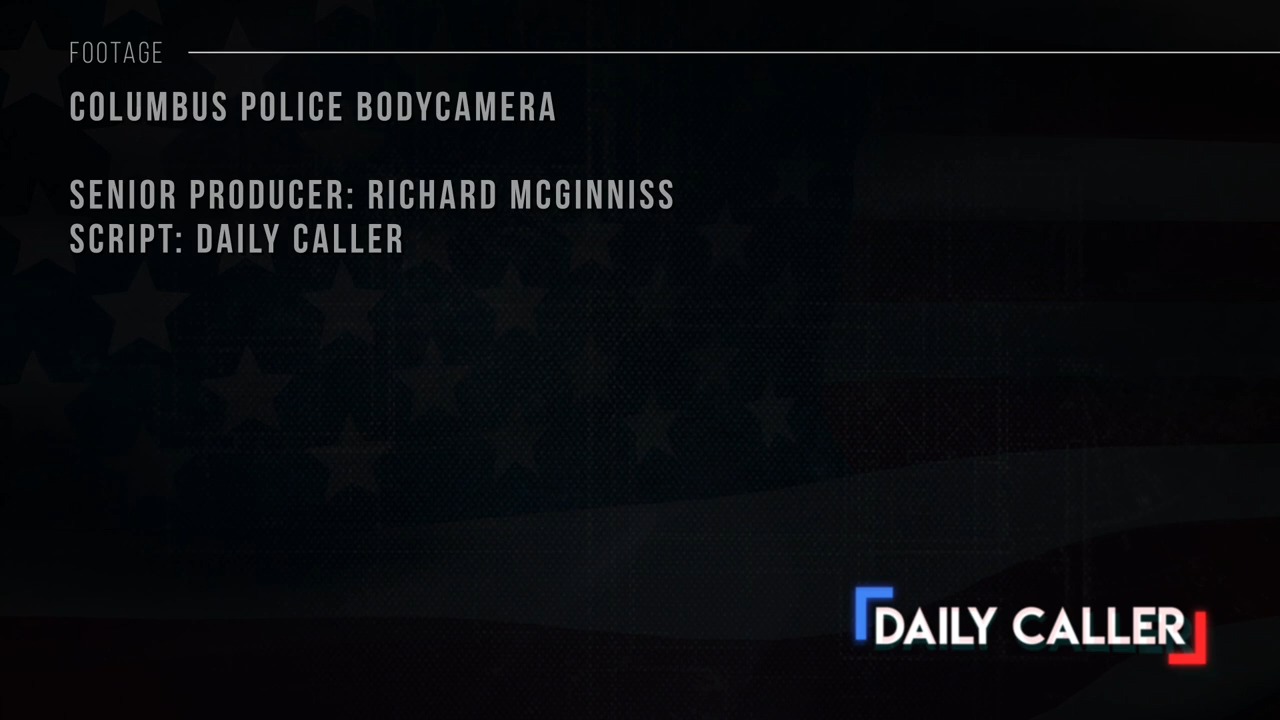 FOOTAGE
COLUMBUS POLICE BODYCAMERA
SENIOR PRODUCER: RICHARD MCGINNISS
SCRIPT: DAILY CALLER
DAILY CALLER